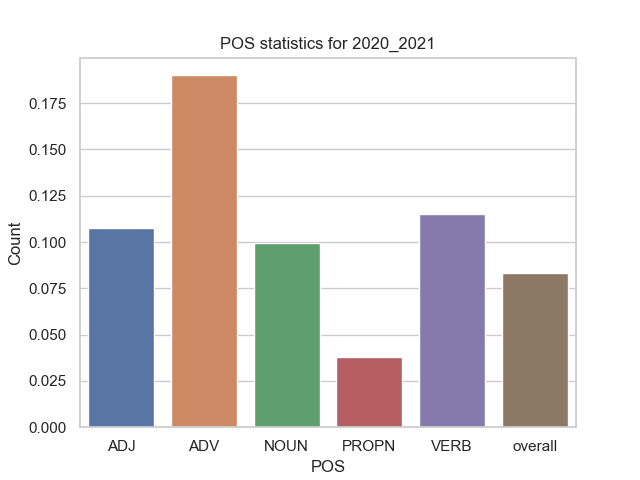 POS statistics for 2020_2021
0.175
0.150
0.125
0.100
0.075
0.050
0.025
0.000
Count
ADJ ADV NOUN PROPN VERB overall
POS